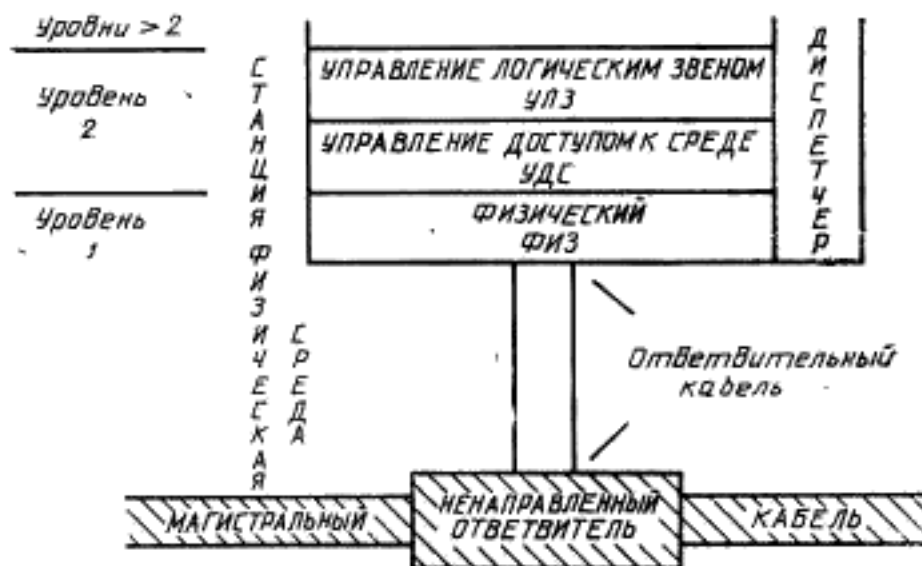 Уровни > 2
Уровень
2
Уровень
1
СТАНЦИЯ
ФИЗИЧЕСКАЯ
СРЕДА
УПРАВЛЕНИЕ ЛОГИЧЕСКИМ ЗВЕНОМ
УЛЗ
УПРАВЛЕНИЕ ДОСТУПОМ К СРЕДЕ
УДС
ФИЗИЧЕСКИЙ
ФИЗ
ДИСПЕТЧЕР
Ответвительный
кабель
МАГИСТРАЛЬНЫЙ
НЕНАПРАВЛЕННЫЙ
ОТВЕТВИТЕЛЬ
КАБЕЛЬ